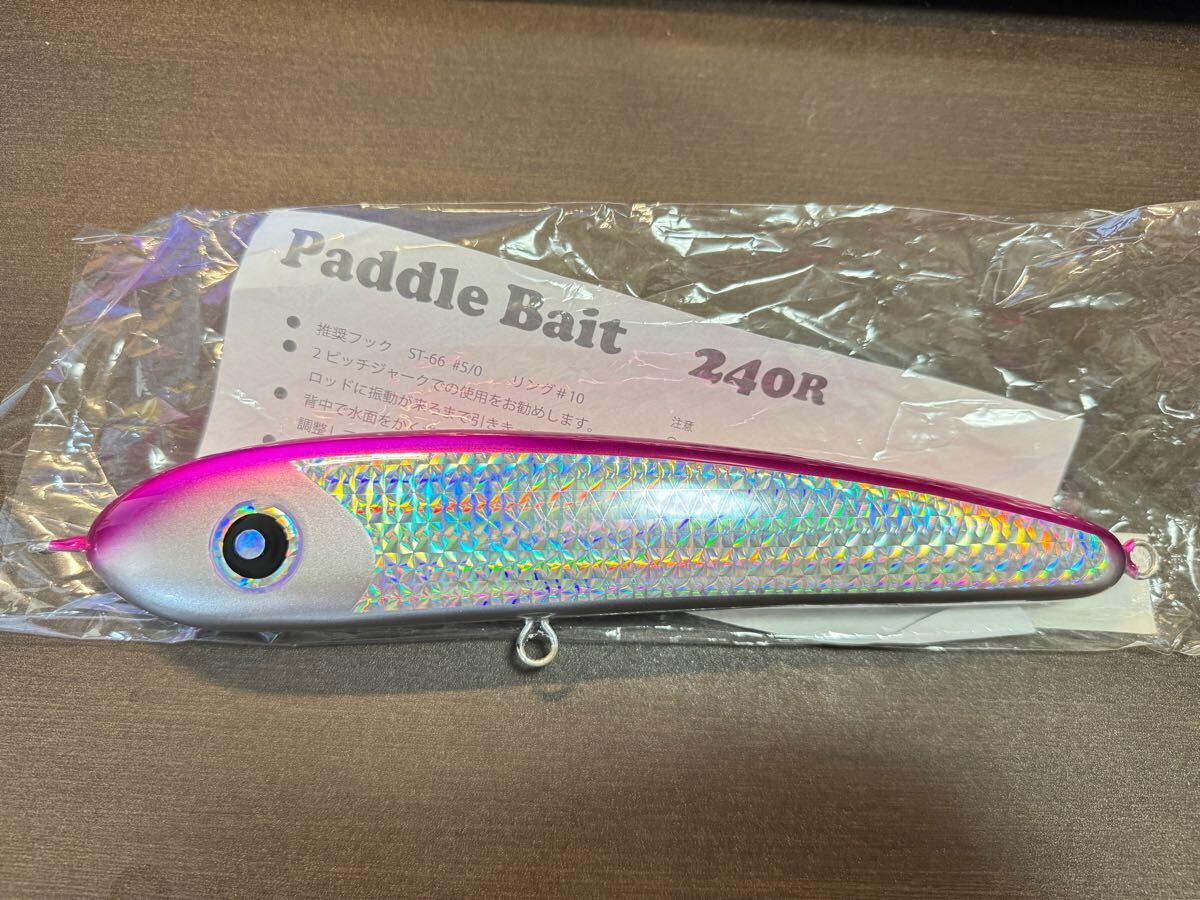 Paddle Bait 240R
● 推奨フック ST-66 #5/0 リング#10
● 2ピッチジャークでの使用をお勧めします。
ロッドに振動が来るまで引き
● 背中で水面を
調整し
注意